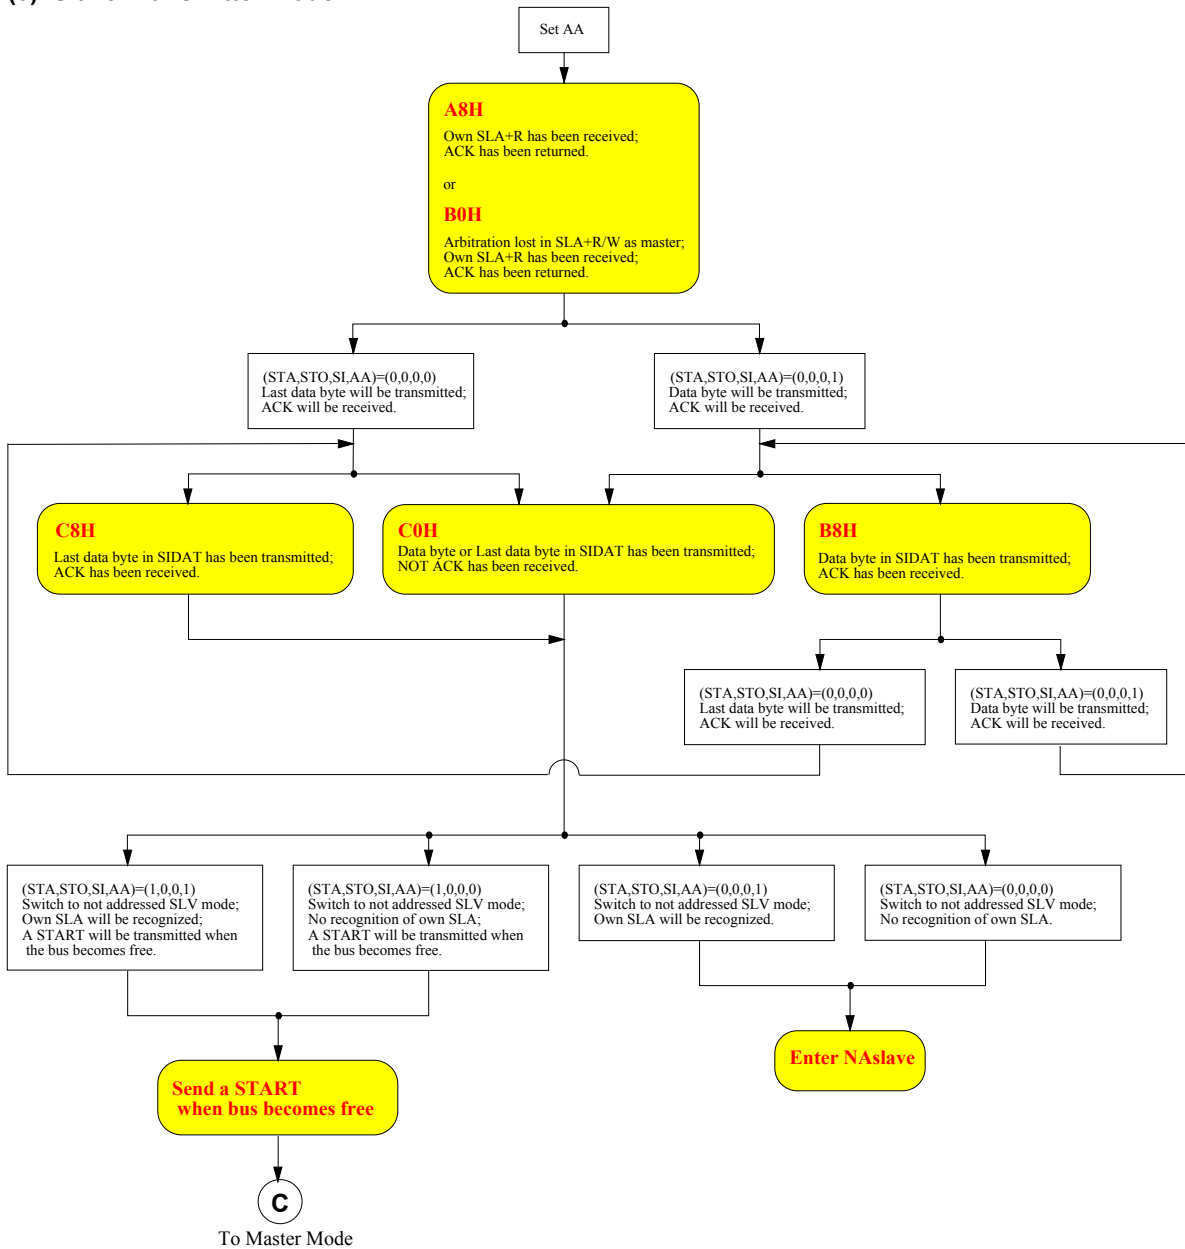 Set AA
A8H
Own SLA+R has been received;
ACK has been returned.
or
B0H
Arbitration lost in SLA+R/W as master;
Own SLA+R has been received;
ACK has been returned.
(STA,STO,SI,AA)=(0,0,0,0)
Last data byte will be transmitted;
ACK will be received.
(STA,STO,SI,AA)=(0,0,0,1)
Data byte will be transmitted;
ACK will be received.
C8H
Last data byte in SIDAT has been transmitted;
ACK has been received.
C0H
Data byte or Last data byte in SIDAT has been transmitted;
NOT ACK has been received.
B8H
Data byte in SIDAT has been transmitted;
ACK has been received.
(STA,STO,SI,AA)=(0,0,0,0)
Last data byte will be transmitted;
ACK will be received.
(STA,STO,SI,AA)=(0,0,0,1)
Data byte will be transmitted;
ACK will be received.
(STA,STO,SI,AA)=(1,0,0,1)
Switch to not addressed SLV mode;
Own SLA will be recognized;
A START will be transmitted when
the bus becomes free.
(STA,STO,SI,AA)=(1,0,0,0)
Switch to not addressed SLV mode;
No recognition of own SLA;
A START will be transmitted when
the bus becomes free.
(STA,STO,SI,AA)=(0,0,0,1)
Switch to not addressed SLV mode;
Own SLA will be recognized.
(STA,STO,SI,AA)=(0,0,0,0)
Switch to not addressed SLV mode;
No recognition of own SLA.
Enter NAslave
Send a START
when bus becomes free
C
To Master Mode